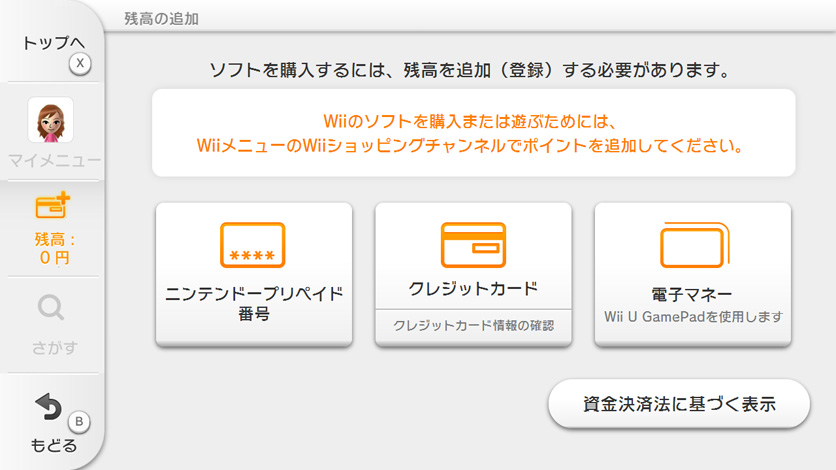 残高の追加
トップへ
X
マイメニュー
残高：
0 円
さがす
B
もどる
ソフトを購入するには、残高を追加（登録）する必要があります。
Wiiのソフトを購入または遊ぶためには、
WiiメニューのWiiショッピングチャンネルでポイントを追加してください。
****
ニンテンドープリペイド
番号
クレジットカード
クレジットカード情報の確認
電子マネー
Wii U GamePadを使用します
資金決済法に基づく表示